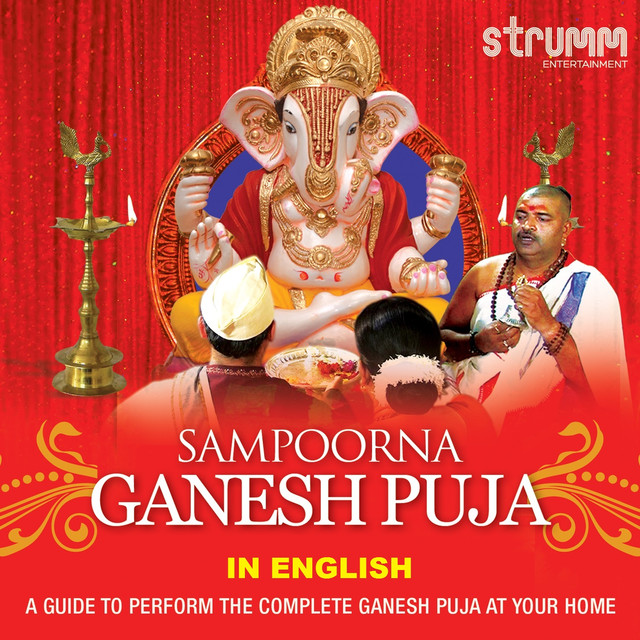 strumm
ENTERTAINMENT
SAMPOORNA
GANESH PUJA
IN ENGLISH
A GUIDE TO PERFORM THE COMPLETE GANESH PUJA AT YOUR HOME